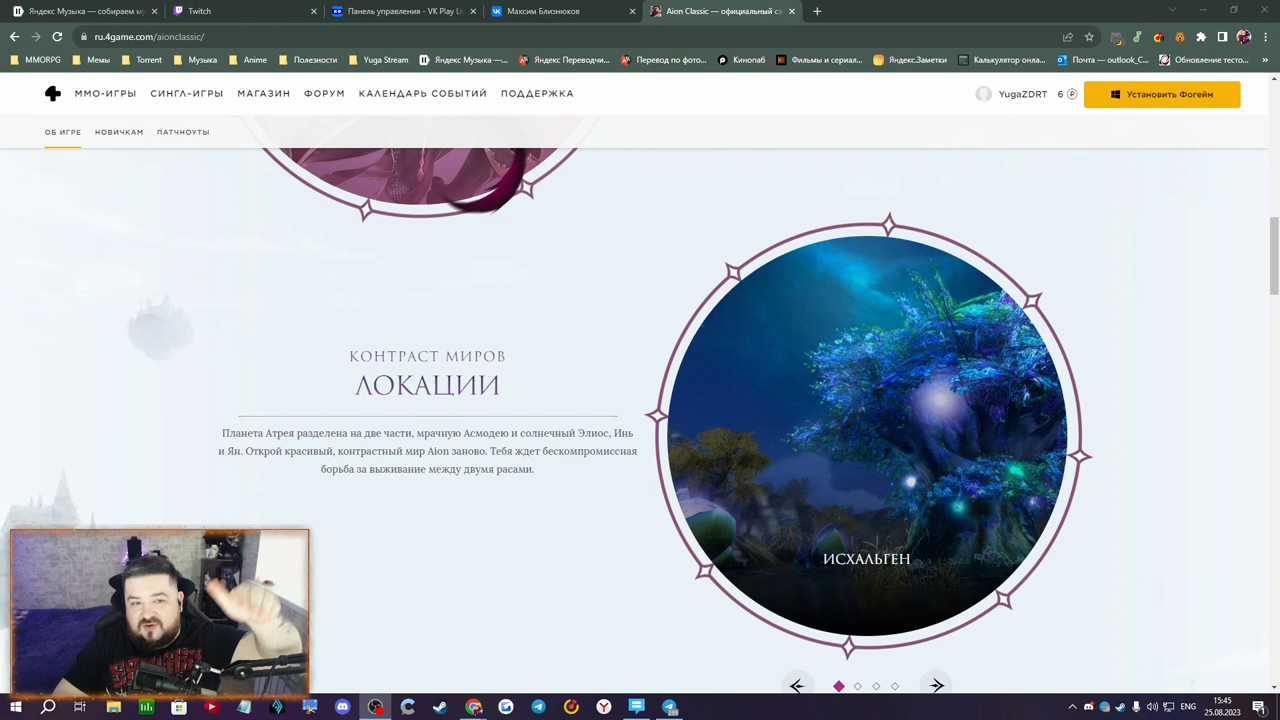 Яндекс Музыка — собираем му
Twitch
Панель управления - VK Play Li
Максим Близноков
Aion Classic — официальный са
ru.4game.com/aionclassic/
MMORPG
Мемы
Torrent
Музыка
Anime
Полезности
Yuga Stream
Яндекс Музыка —...
Яндекс Переводчи...
Перевод по фото...
Кинопаб
Фильмы и сериал...
Яндекс.Заметки
Калькулятор онла...
Почта — outlook_C...
Обновление тесто...
ММО-ИГРЫ
СИНГЛ-ИГРЫ
МАГАЗИН
ФОРУМ
КАЛЕНДАРЬ СОБЫТИЙ
ПОДДЕРЖКА
YugaZDRT
6
Установить Фогейм
ОБ ИГРЕ
НОВИЧКАМ
ПАТЧНОУТЫ
КОНТРАСТ МИРОВ
ЛОКАЦИИ
Планета Атрея разделена на две части, мрачную Асмодею и солнечный Элиос, Инь
и Ян. Открой красивый, контрастный мир Aion заново. Тебя ждет бескомпромиссная
борьба за выживание между двумя расами.
ИСХАЛЬГЕН
ENG
15:45
25.08.2023